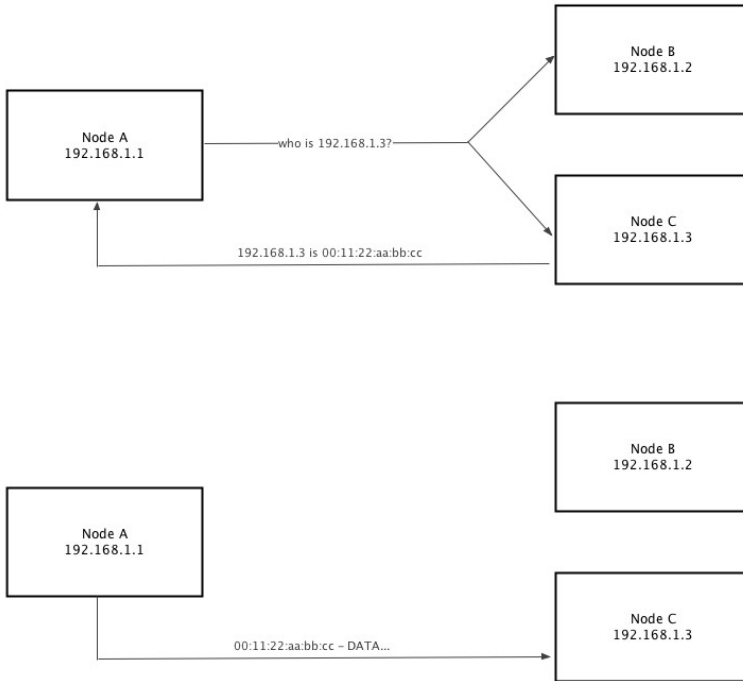 Node B
192.168.1.2
Node A
192.168.1.1
who is 192.168.1.3?
Node C
192.168.1.3
192.168.1.3 is 00:11:22:aa:bb:cc
Node B
192.168.1.2
Node A
192.168.1.1
Node C
192.168.1.3
00:11:22:aa:bb:cc – DATA...